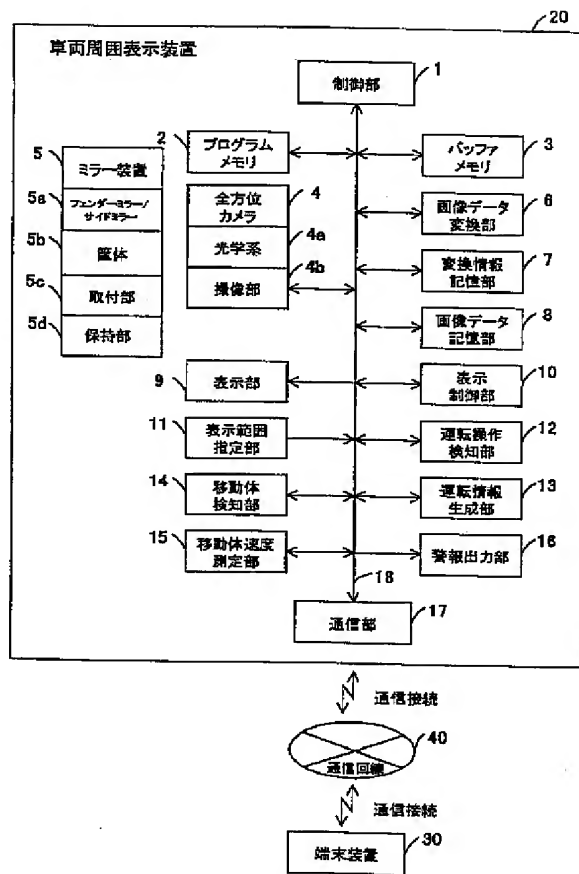 20
車両周囲表示装置
1
制御部
2
プログラム
メモリ
3
バッファ
メモリ
5
ミラー装置
5a
フェンダーミラー/
サイドミラー
5b
筐体
5c
取付部
5d
保持部
4
全方位
カメラ
4a
光学系
4b
撮像部
6
画像データ
変換部
7
変換情報
記憶部
8
画像データ
記憶部
9
表示部
10
表示
制御部
11
表示範囲
指定部
12
運転操作
検知部
14
移動体
検知部
13
運転情報
生成部
15
移動体速度
測定部
16
警報出力部
18
17
通信部
通信接続
40
通信回線
通信接続
30
端末装置